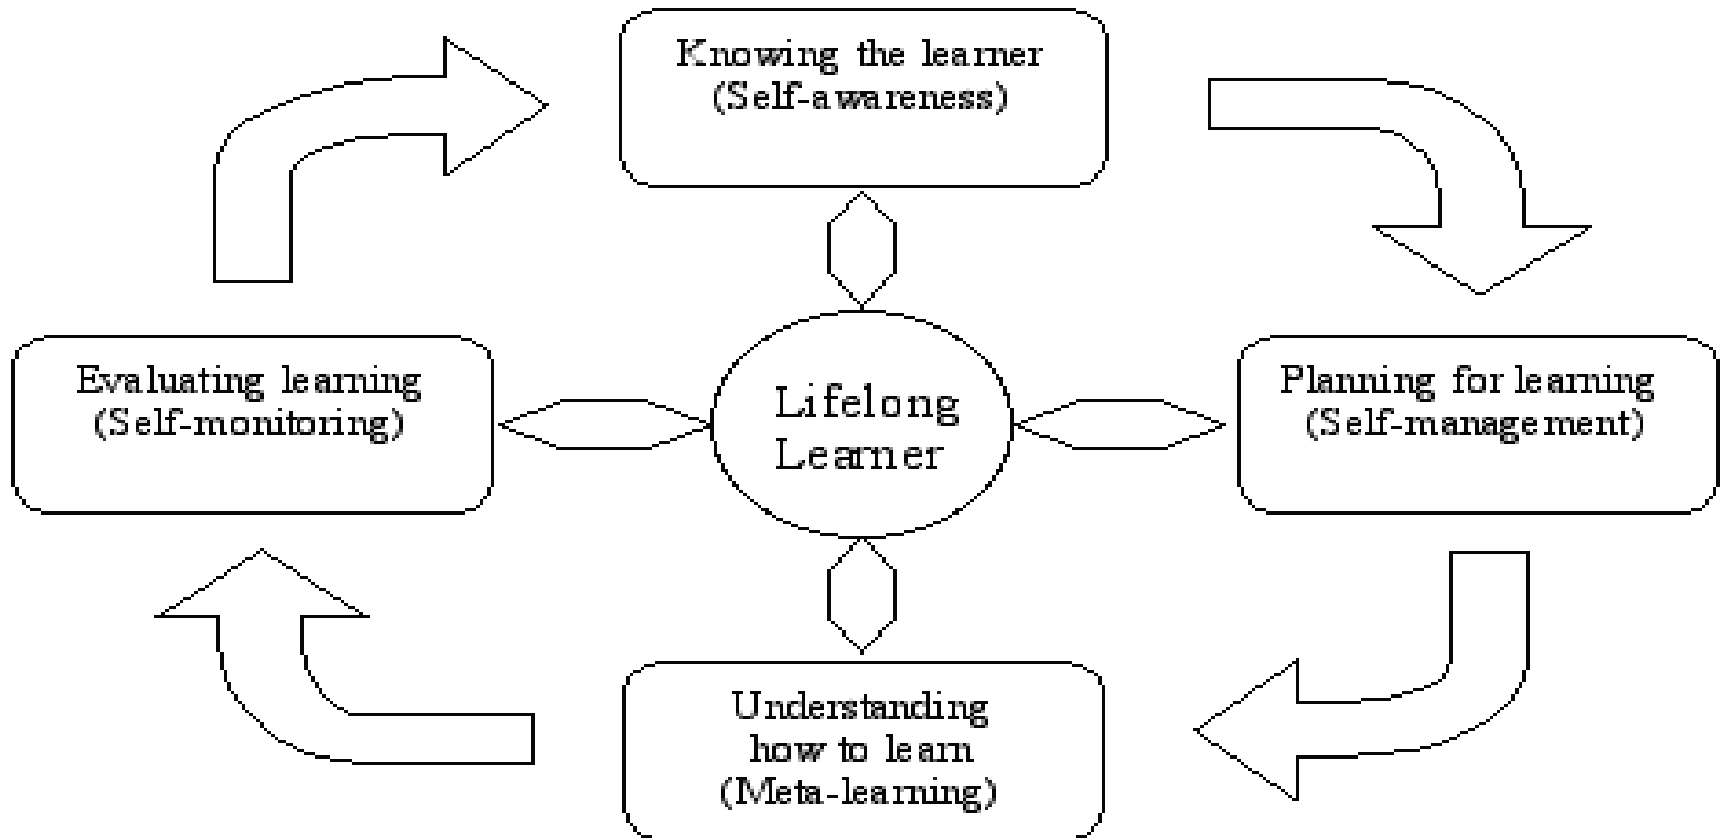 Knowing the learner
(Self-awareness)
Evaluating learning
(Self-monitoring)
Lifelong
Learner
Planning for learning
(Self-management)
Understanding
how to learn
(Meta-learning)